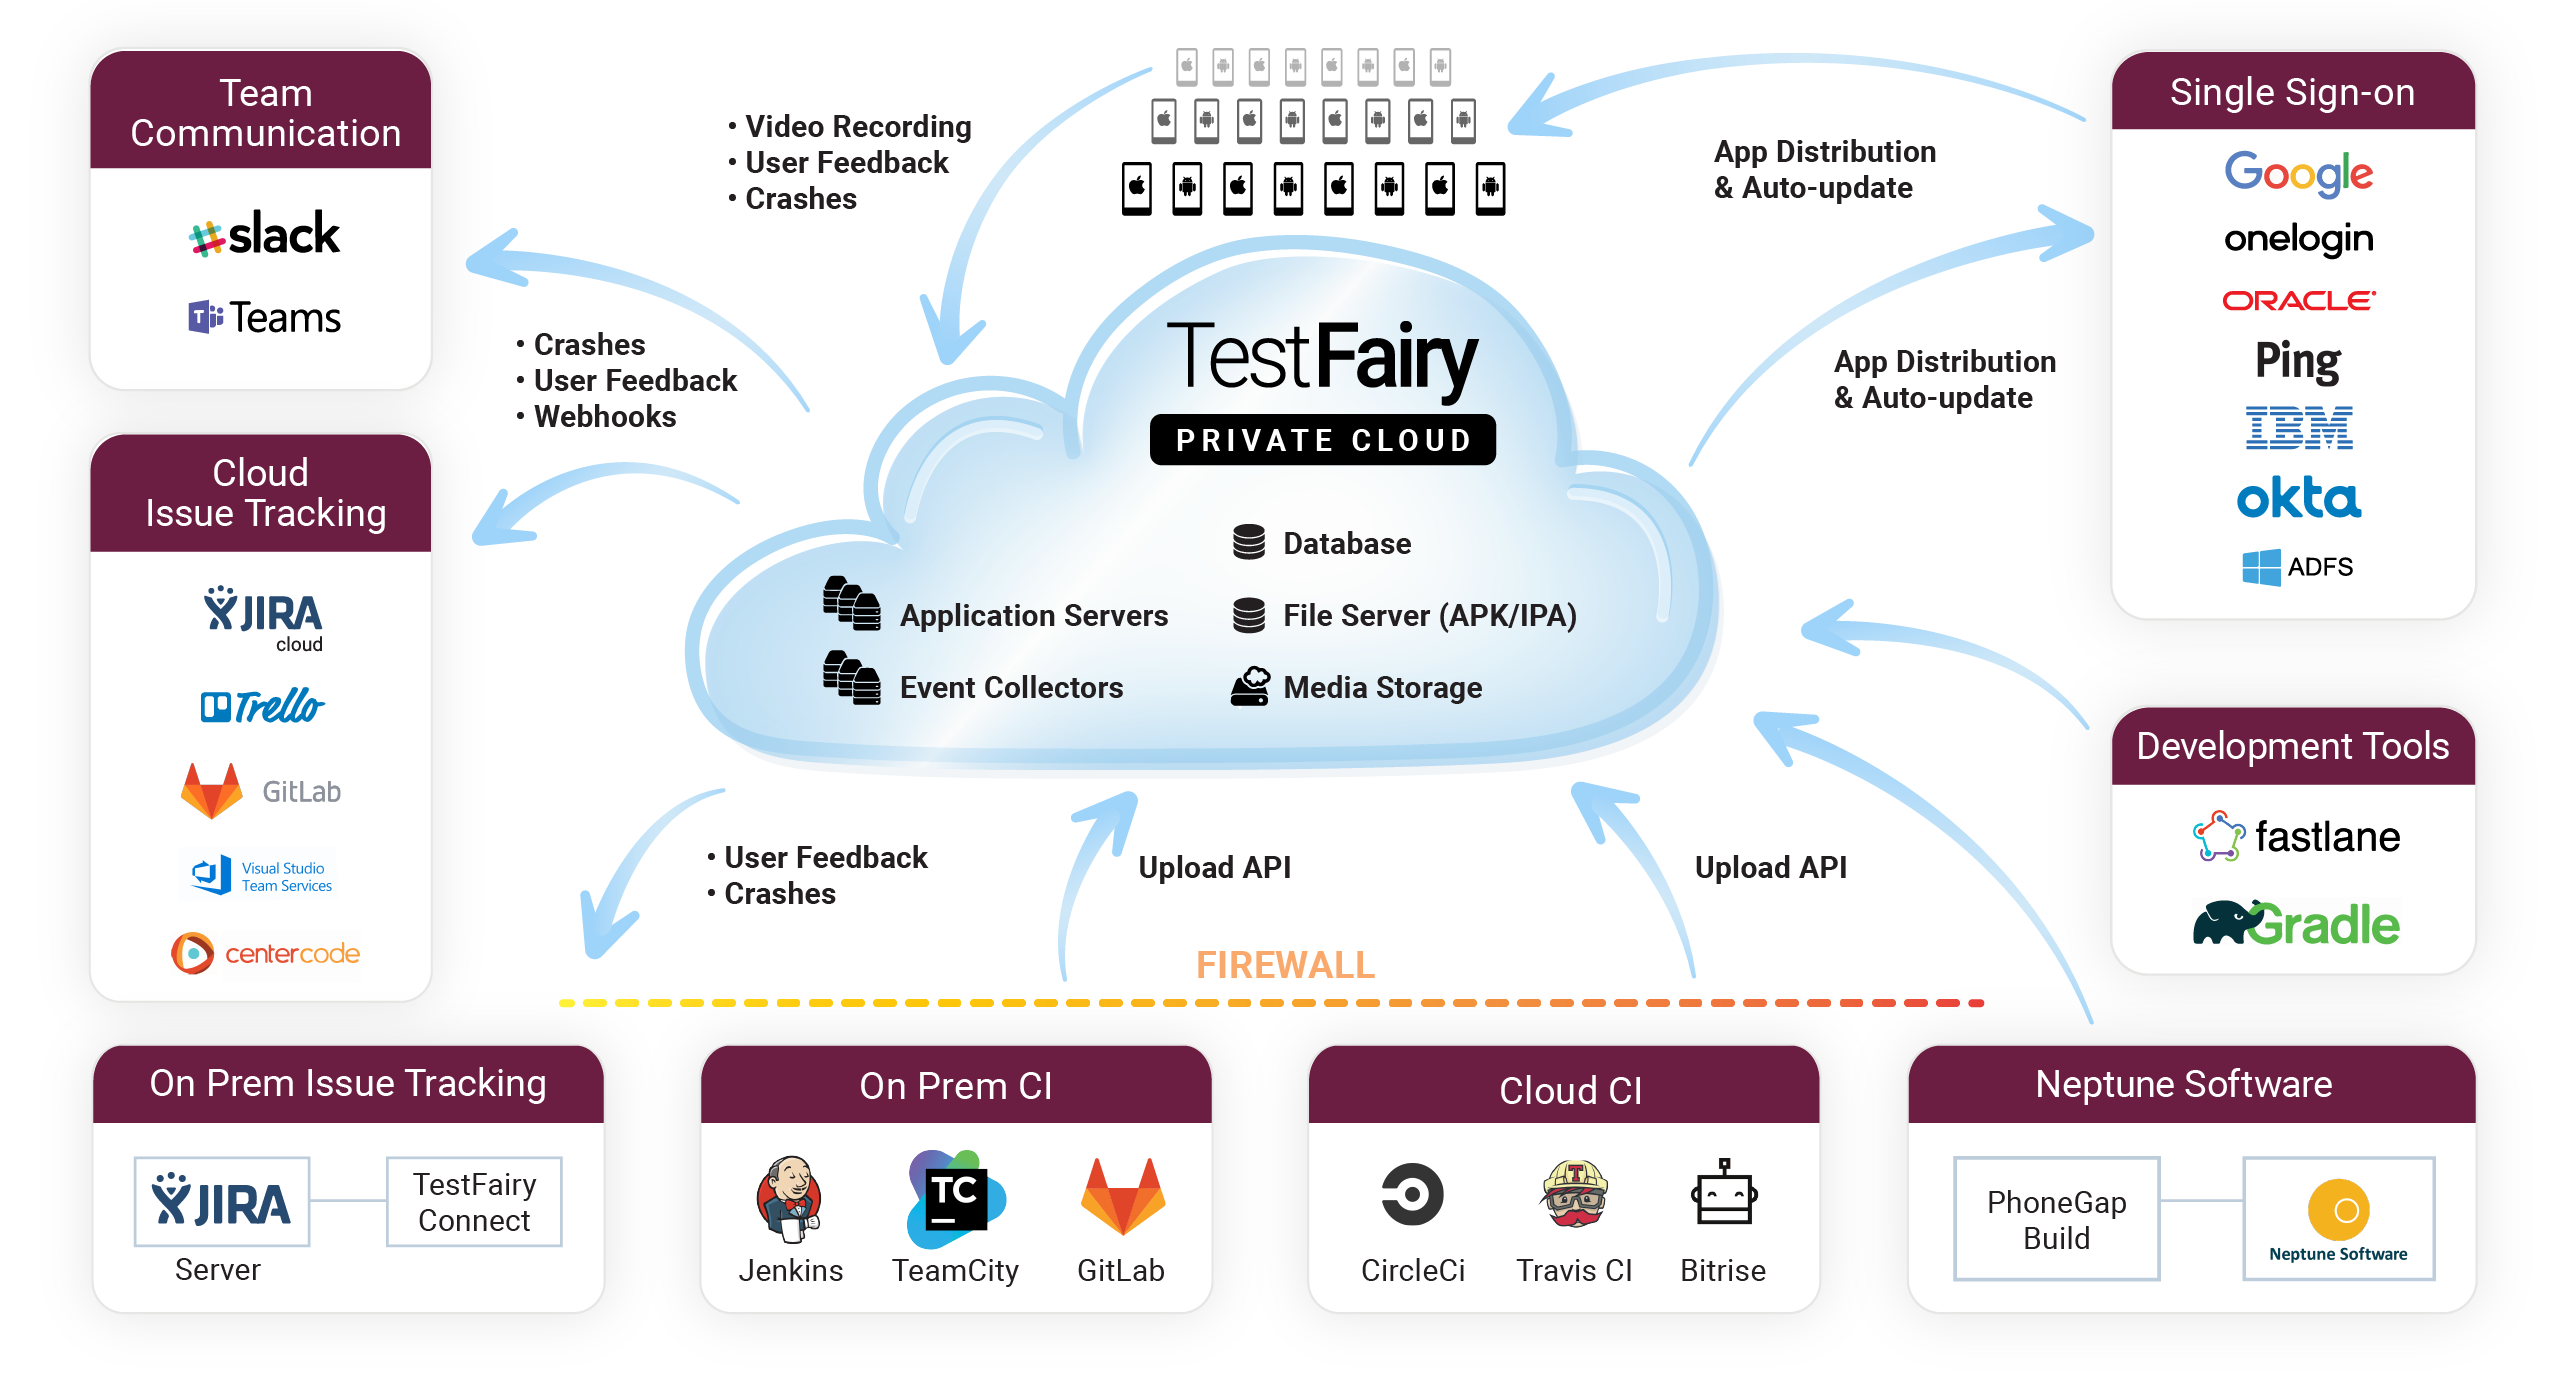 Team
Communication
slack
Teams
Cloud
Issue Tracking
JIRA
cloud
Trello
GitLab
Visual Studio
Team Services
centercode
• Video Recording
• User Feedback
• Crashes
• Crashes
• User Feedback
• Webhooks
TestFairy
PRIVATE CLOUD
Database
Application Servers
File Server (APK/IPA)
Event Collectors
Media Storage
App Distribution
& Auto-update
App Distribution
& Auto-update
Single Sign-on
Google
onelogin
ORACLE
Ping
IBM
okta
ADFS
Development Tools
fastlane
Gradle
• User Feedback
• Crashes
Upload API
Upload API
FIREWALL
On Prem Issue Tracking
JIRA
Server
TestFairy
Connect
On Prem CI
TC
Jenkins
TeamCity
GitLab
Cloud CI
T
CircleCi
Travis CI
Bitrise
Neptune Software
PhoneGap
Build
Neptune Software